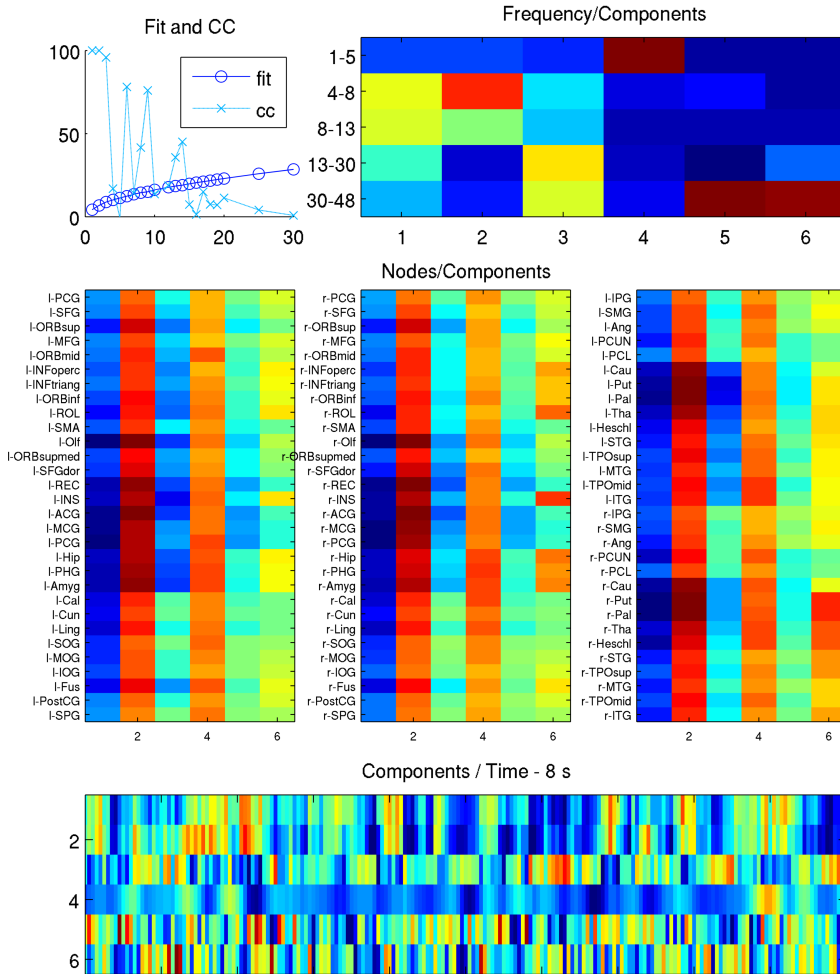 Fit and CC
100
50
0
0 10 20 30
fit
cc
Frequency/Components
1-5
4-8
8-13
13-30
30-48
1 2 3 4 5 6
Nodes/Components
l-PCG
l-SFG
l-ORBsup
l-MFG
l-ORBmid
l-INFoperc
l-INFtriang
l-ORBinf
l-ROL
l-SMA
l-Olf
l-ORBsupmed
l-SFGdor
l-REC
l-INS
l-ACG
l-MCG
l-PCG
l-Hip
l-PHG
l-Amyg
l-Cal
l-Cun
l-Ling
l-SOG
l-MOG
l-IOG
l-Fus
l-PostCG
l-SPG
2 4 6
r-PCG
r-SFG
r-ORBsup
r-MFG
r-ORBmid
r-INFoperc
r-INFtriang
r-ORBinf
r-ROL
r-SMA
r-Olf
r-ORBsupmed
r-SFGdor
r-REC
r-INS
r-ACG
r-MCG
r-PCG
r-Hip
r-PHG
r-Amyg
r-Cal
r-Cun
r-Ling
r-SOG
r-MOG
r-IOG
r-Fus
r-PostCG
r-SPG
2 4 6
l-IPG
l-SMG
l-Ang
l-PCUN
l-PCL
l-Cau
l-Put
l-Pal
l-Tha
l-Heschl
l-STG
l-TPOsup
l-MTG
l-TPOmid
l-ITG
r-IPG
r-SMG
r-Ang
r-PCUN
r-PCL
r-Cau
r-Put
r-Pal
r-Tha
r-Heschl
r-STG
r-TPOsup
r-MTG
r-TPOmid
r-ITG
2 4 6
Components / Time - 8 s
2
4
6